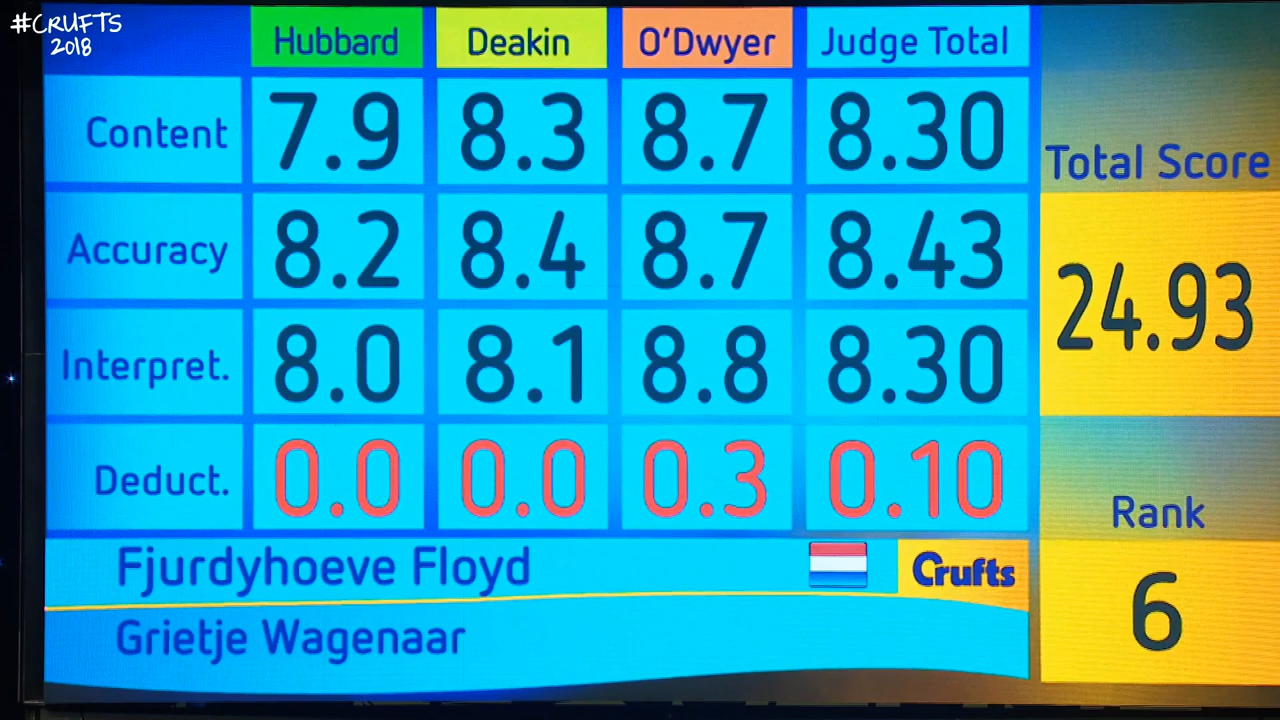 #CRUFTS
2018
Hubbard Deakin O'Dwyer Judge Total
Content 7.9 8.3 8.7 8.30
Accuracy 8.2 8.4 8.7 8.43
Interpret. 8.0 8.1 8.8 8.30
Deduct. 0.0 0.0 0.3 0.10
Total Score
24.93
Rank
6
Fjurdyhoeve Floyd
Crufts
Grietje Wagenaar